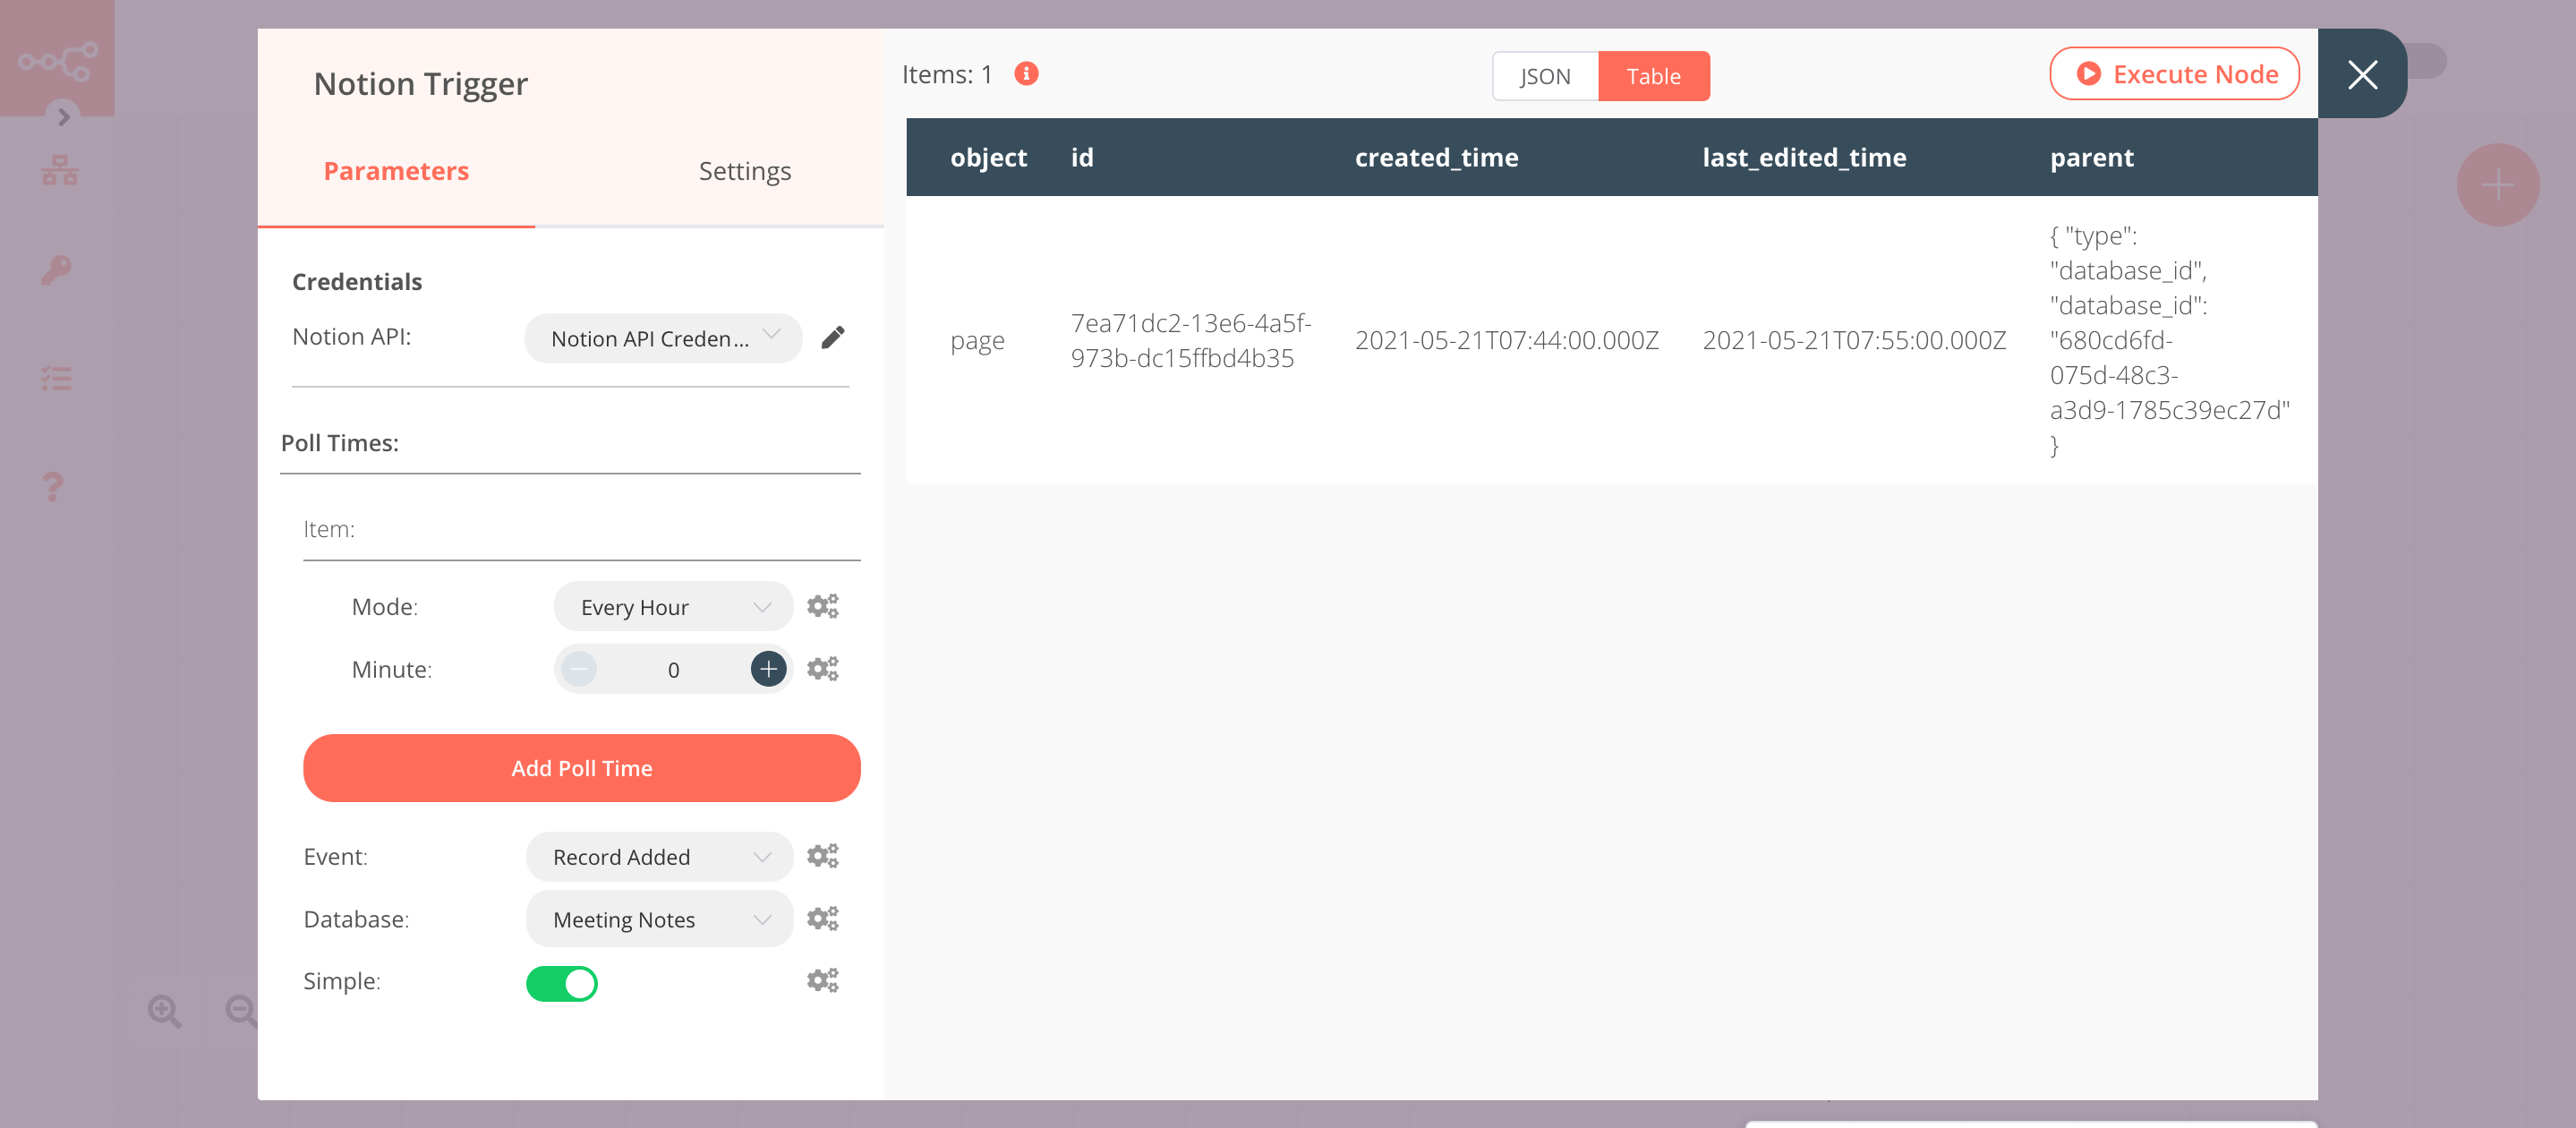 Notion Trigger
Parameters
Settings
Credentials
Notion API:
Notion API Creden...
Poll Times:
Item:
Mode:
Every Hour
Minute:
0
Add Poll Time
Event:
Record Added
Database:
Meeting Notes
Simple:
Items: 1
JSON
Table
Execute Node
object
id
created_time
last_edited_time
parent
page
7ea71dc2-13e6-4a5f-
973b-dc15ffbd4b35
2021-05-21T07:44:00.000Z
2021-05-21T07:55:00.000Z
{ "type":
"database_id",
"database_id":
"680cd6fd-
075d-48c3-
a3d9-1785c39ec27d"
}